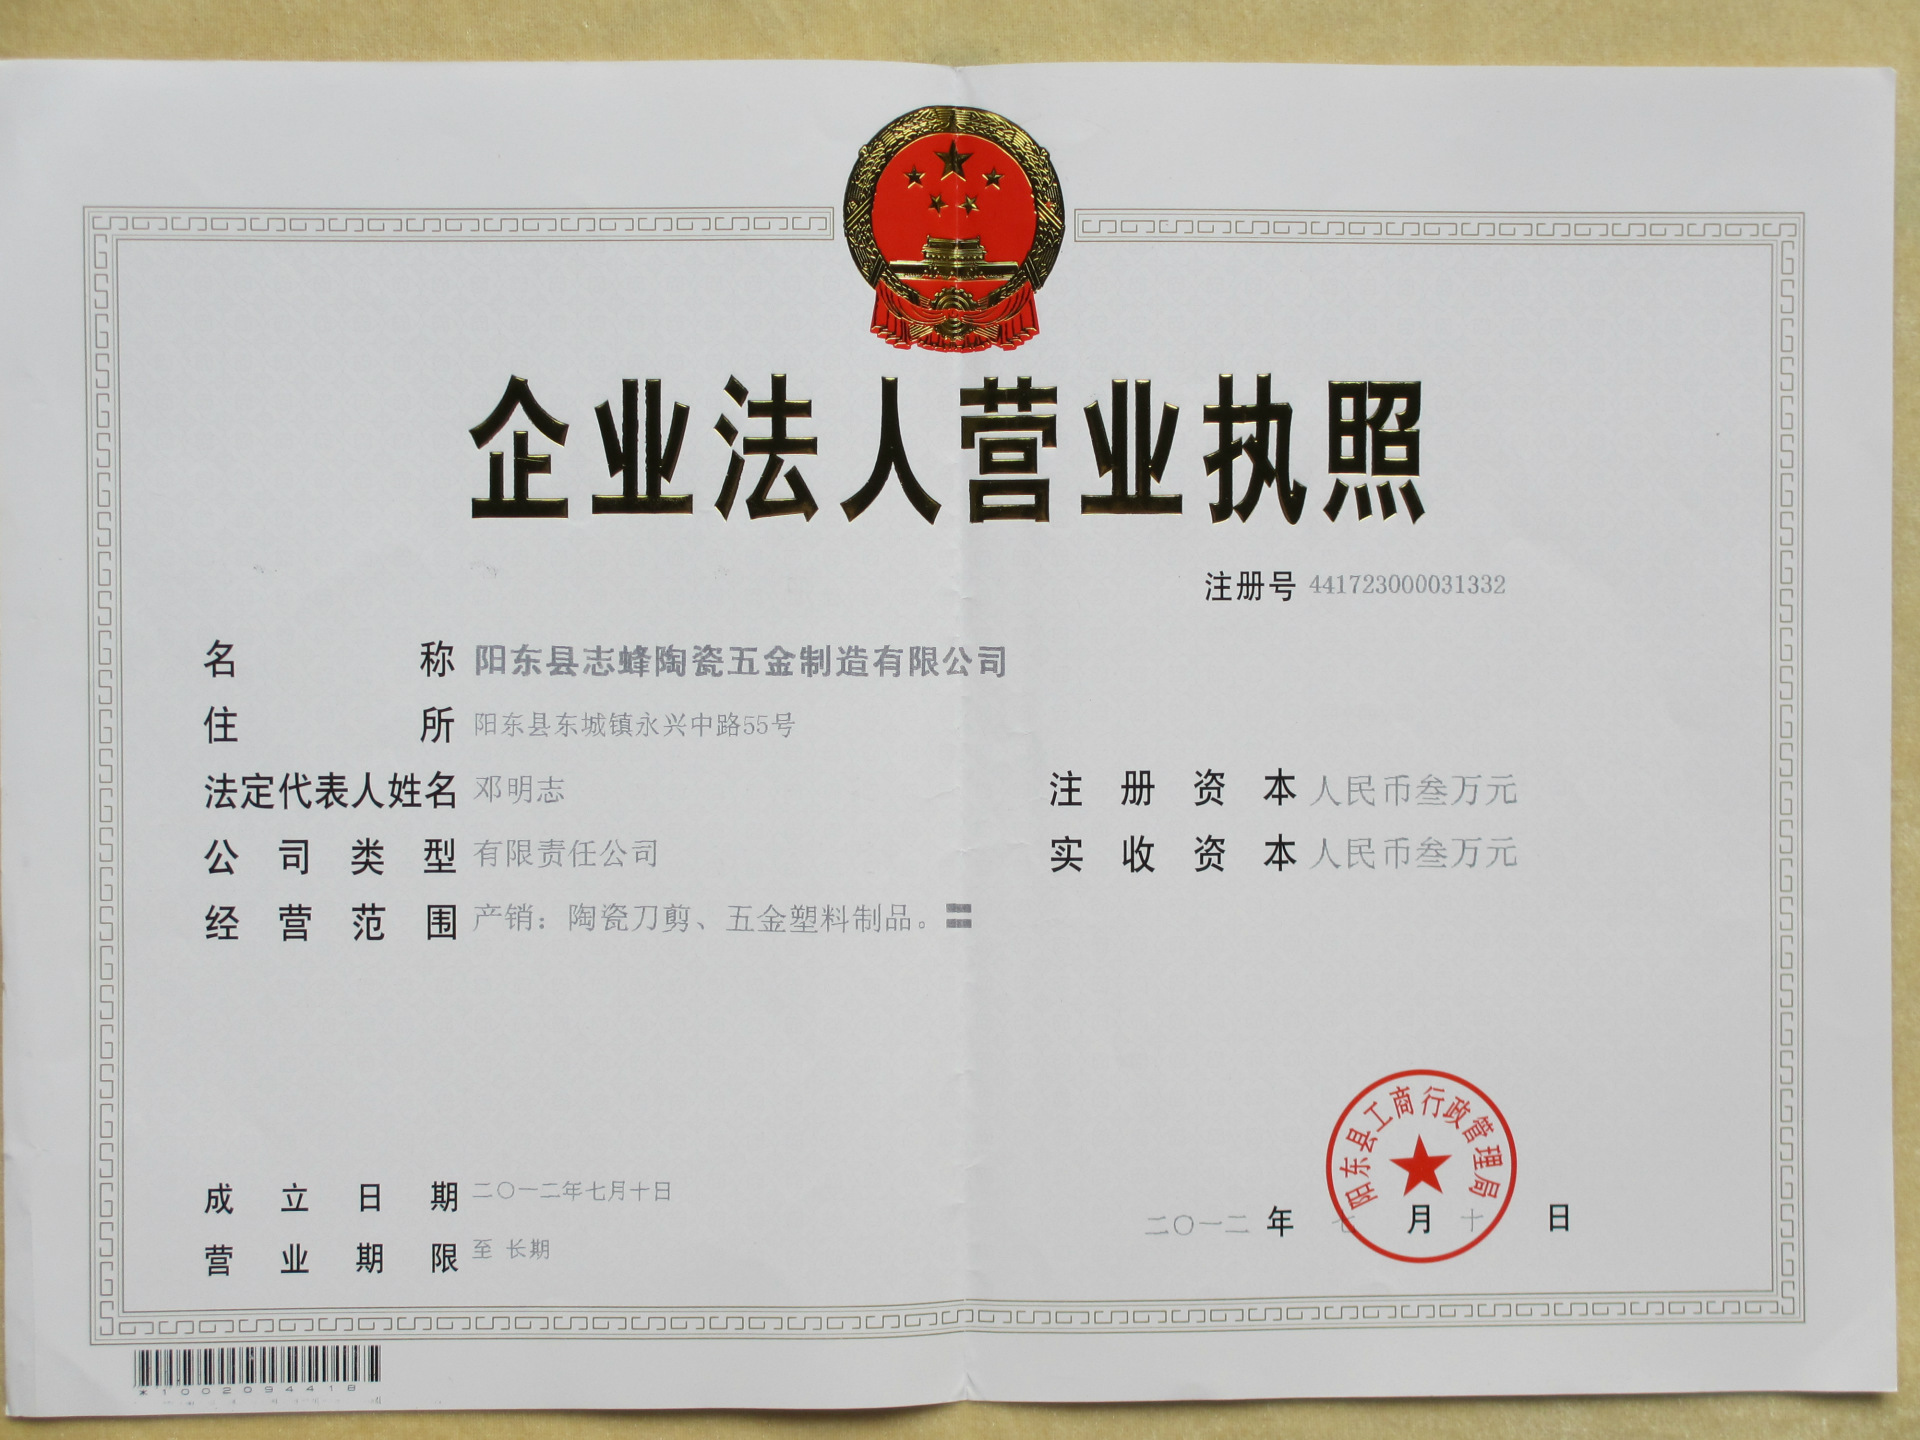 企业法人营业执照
注册号 441723000031332
名称 阳东县志蜂陶瓷五金制造有限公司
住所 阳东县东城镇永兴中路55号
法定代表人姓名 邓明志
注册资本 人民币叁万元
公司类型 有限责任公司
实收资本 人民币叁万元
经营范围 产销：陶瓷刀剪、五金塑料制品。
阳东县工商行政管理局
成立日期 二〇一二年七月十日
二〇一二 年 七 月 十 日
营业期限 至 长期
*1002094418